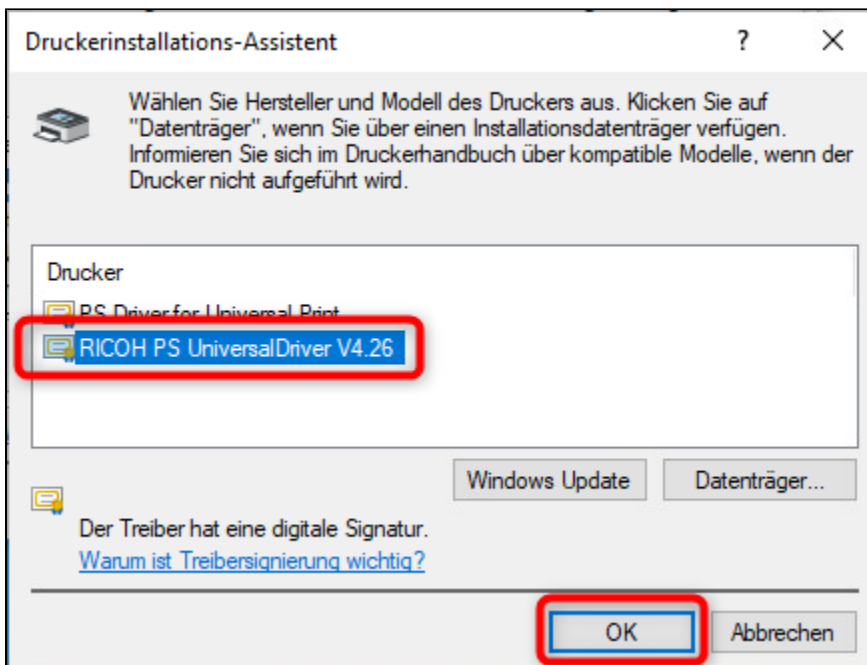 Druckerinstallations-Assistent
?
Wählen Sie Hersteller und Modell des Druckers aus. Klicken Sie auf
"Datenträger", wenn Sie über einen Installationsdatenträger verfügen.
Informieren Sie sich im Druckerhandbuch über kompatible Modelle, wenn der
Drucker nicht aufgeführt wird.
Drucker
PS Driver for Universal Print
RICOH PS UniversalDriver V4.26
Windows Update Datenträger...
Der Treiber hat eine digitale Signatur.
Warum ist Treibersignierung wichtig?
OK Abbrechen